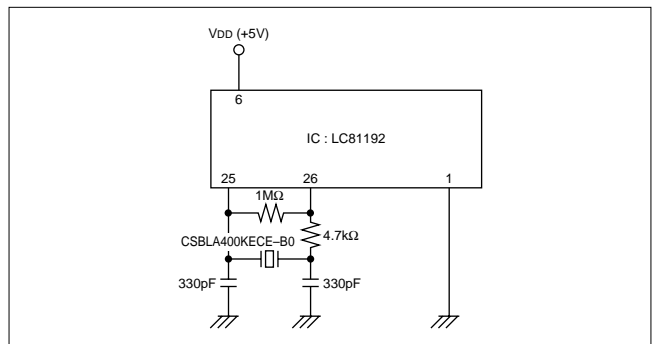 VDD (+5V)
6
IC : LC81192
25 26 1
1MΩ
4.7kΩ
CSBLA400KECE–B0
330pF 330pF